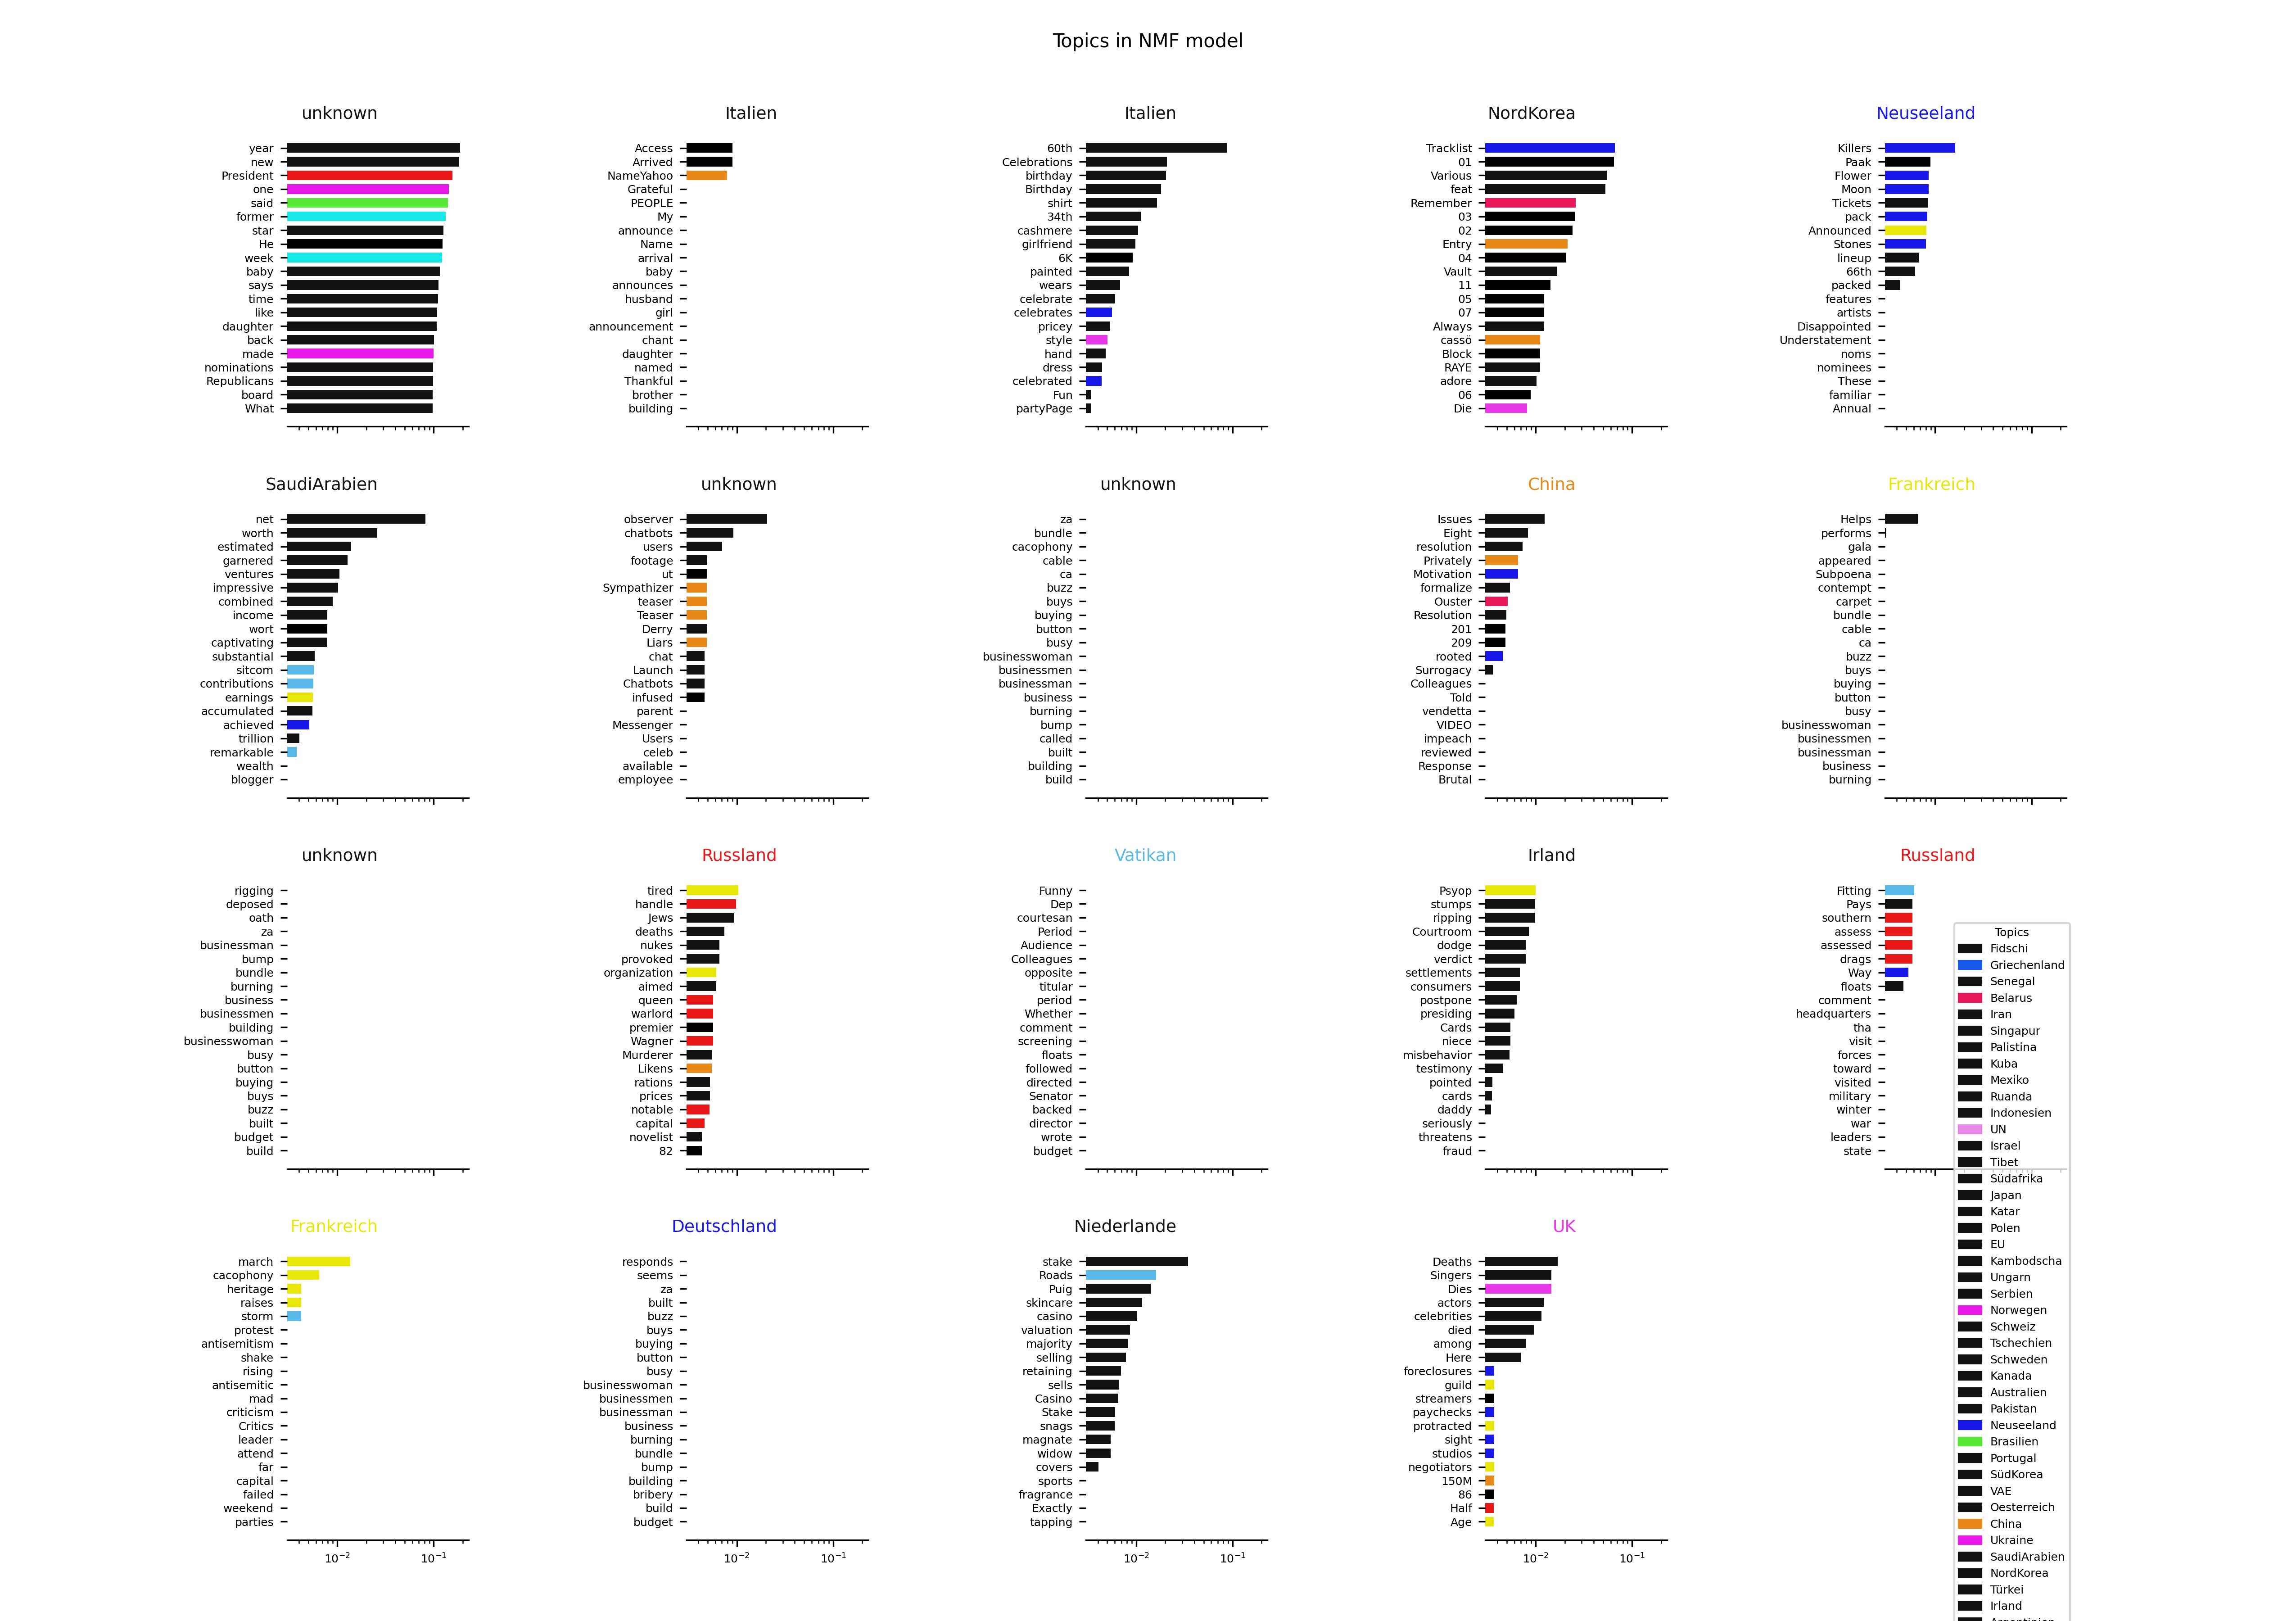 Topics in NMF model
unknown
year
new
President
one
said
former
star
He
week
baby
says
time
like
daughter
back
made
nominations
Republicans
board
What
Italien
Access
Arrived
NameYahoo
Grateful
PEOPLE
My
announce
Name
arrival
baby
announces
husband
girl
announcement
chant
daughter
named
Thankful
brother
building
Italien
60th
Celebrations
birthday
Birthday
shirt
34th
cashmere
girlfriend
6K
painted
wears
celebrate
celebrates
pricey
style
hand
dress
celebrated
Fun
partyPage
NordKorea
Tracklist
01
Various
feat
Remember
03
02
Entry
04
Vault
11
05
07
Always
cassö
Block
RAYE
adore
06
Die
Neuseeland
Killers
Paak
Flower
Moon
Tickets
pack
Announced
Stones
lineup
66th
packed
features
artists
Disappointed
Understatement
noms
nominees
These
familiar
Annual
SaudiArabien
net
worth
estimated
garnered
ventures
impressive
combined
income
wort
captivating
substantial
sitcom
contributions
earnings
accumulated
achieved
trillion
remarkable
wealth
blogger
unknown
observer
chatbots
users
footage
ut
Sympathizer
teaser
Teaser
Derry
Liars
chat
Launch
Chatbots
infused
parent
Messenger
Users
celeb
available
employee
unknown
za
bundle
cacophony
cable
ca
buzz
buys
buying
button
busy
businesswoman
businessmen
businessman
business
burning
bump
called
built
building
build
China
Issues
Eight
resolution
Privately
Motivation
formalize
Ouster
Resolution
201
209
rooted
Surrogacy
Colleagues
Told
vendetta
VIDEO
impeach
reviewed
Response
Brutal
Frankreich
Helps
performs
gala
appeared
Subpoena
contempt
carpet
bundle
cable
ca
buzz
buys
buying
button
busy
businesswoman
businessmen
businessman
business
burning
unknown
rigging
deposed
oath
za
businessman
bump
bundle
burning
business
businessmen
building
businesswoman
busy
button
buying
buys
buzz
built
budget
build
Russland
tired
handle
Jews
deaths
nukes
provoked
organization
aimed
queen
warlord
premier
Wagner
Murderer
Likens
rations
prices
notable
capital
novelist
82
Vatikan
Funny
Dep
courtesan
Period
Audience
Colleagues
opposite
titular
period
Whether
comment
screening
floats
followed
directed
Senator
backed
director
wrote
budget
Irland
Psyop
stumps
ripping
Courtroom
dodge
verdict
settlements
consumers
postpone
presiding
Cards
niece
misbehavior
testimony
pointed
cards
daddy
seriously
threatens
fraud
Russland
Fitting
Pays
southern
assess
assessed
drags
Way
floats
comment
headquarters
tha
visit
forces
toward
visited
military
winter
war
leaders
state
Frankreich
march
cacophony
heritage
raises
storm
protest
antisemitism
shake
rising
antisemitic
mad
criticism
Critics
leader
attend
far
capital
failed
weekend
parties
10⁻² 10⁻¹
Deutschland
responds
seems
za
built
buzz
buys
buying
button
busy
businesswoman
businessmen
businessman
business
burning
bundle
bump
building
bribery
build
budget
10⁻² 10⁻¹
Niederlande
stake
Roads
Puig
skincare
casino
valuation
majority
selling
retaining
sells
Casino
Stake
snags
magnate
widow
covers
sports
fragrance
Exactly
tapping
10⁻² 10⁻¹
UK
Deaths
Singers
Dies
actors
celebrities
died
among
Here
foreclosures
guild
streamers
paychecks
protracted
sight
studios
negotiators
150M
86
Half
Age
10⁻² 10⁻¹
Topics
Fidschi
Griechenland
Senegal
Belarus
Iran
Singapur
Palistina
Kuba
Mexiko
Ruanda
Indonesien
UN
Israel
Tibet
Südafrika
Japan
Katar
Polen
EU
Kambodscha
Ungarn
Serbien
Norwegen
Schweiz
Tschechien
Schweden
Kanada
Australien
Pakistan
Neuseeland
Brasilien
Portugal
SüdKorea
VAE
Oesterreich
China
Ukraine
SaudiArabien
NordKorea
Türkei
Irland